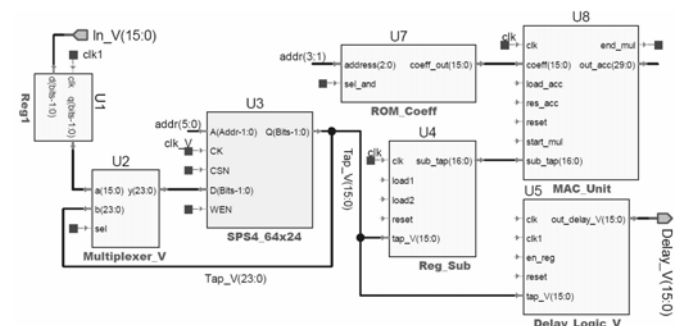 In_V(15:0)
clk1
d(bits-1:0)
clk
q(bits-1:0)
U1
Reg1
U2
a(15:0) y(23:0)
b(23:0)
sel
Multiplexer_V
U3
addr(5:0)
clk_V
A(Addr-1:0) Q(Bits-1:0)
CK
CSN
D(Bits-1:0)
WEN
SPS4_64x24
Tap_V(23:0)
Tap_V(15:0)
U7
addr(3:1)
address(2:0) coeff_out(15:0)
sel_and
ROM_Coeff
U4
clk
clk sub_tap(16:0)
load1
load2
reset
tap_V(15:0)
Reg_Sub
U8
clk
clk end_mul
coeff(15:0) out_acc(29:0)
load_acc
res_acc
reset
start_mul
sub_tap(16:0)
MAC_Unit
U5
clk out_delay_V(15:0)
clk1
en_reg
reset
tap_V(15:0)
Delay_Logic_V
Delay_V(15:0)